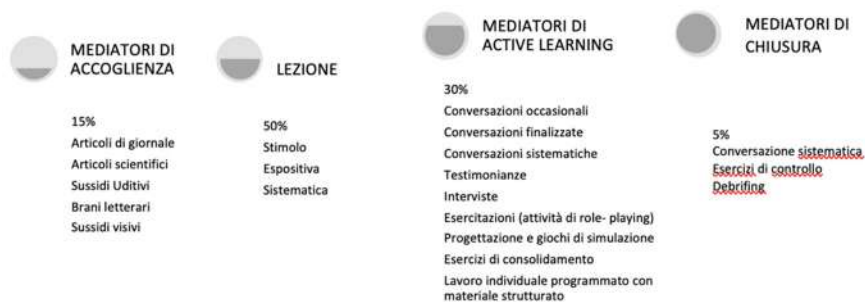 MEDIATORI DI
ACCOGLIENZA
15%
Articoli di giornale
Articoli scientifici
Sussidi Uditivi
Brani letterari
Sussidi visivi
LEZIONE
50%
Stimolo
Espositiva
Sistematica
MEDIATORI DI
ACTIVE LEARNING
30%
Conversazioni occasionali
Conversazioni finalizzate
Conversazioni sistematiche
Testimonianze
Interviste
Esercitazioni (attività di role- playing)
Progettazione e giochi di simulazione
Esercizi di consolidamento
Lavoro individuale programmato con
materiale strutturato
MEDIATORI DI
CHIUSURA
5%
Conversazione sistematica
Esercizi di controllo
Debrifing